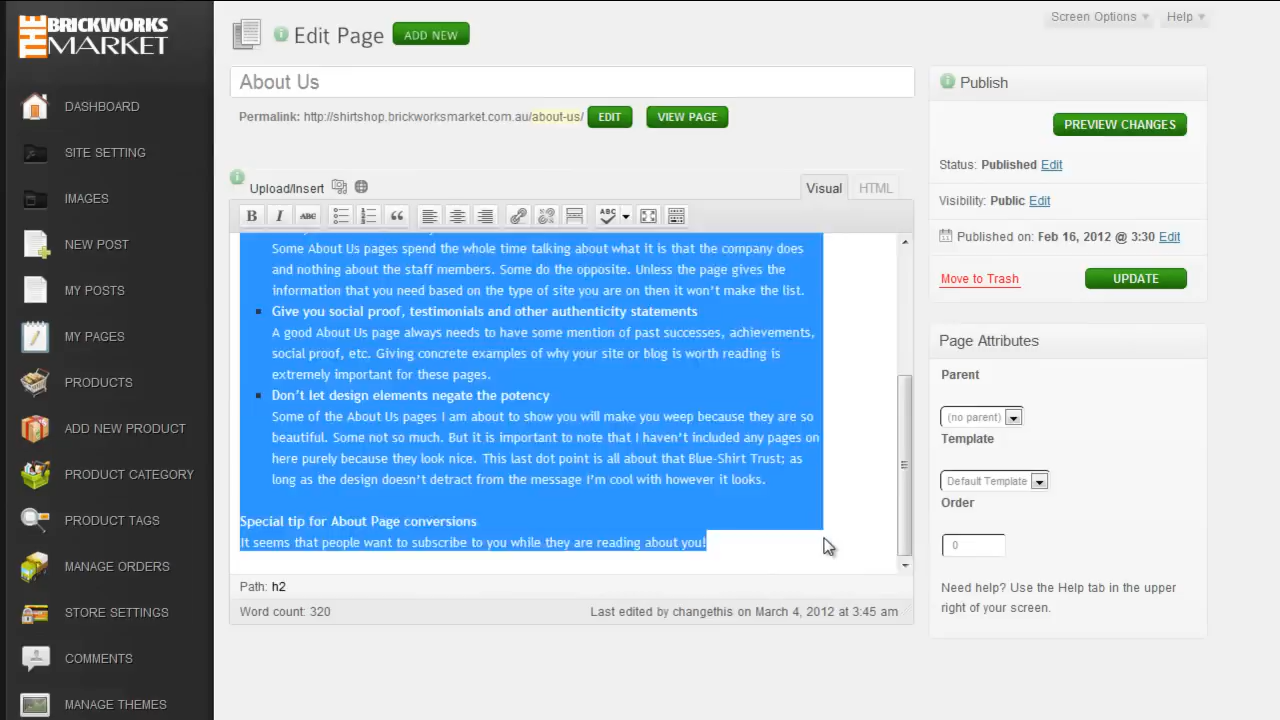 THE BRICKWORKS MARKET
DASHBOARD
SITE SETTING
IMAGES
NEW POST
MY POSTS
MY PAGES
PRODUCTS
ADD NEW PRODUCT
PRODUCT CATEGORY
PRODUCT TAGS
MANAGE ORDERS
STORE SETTINGS
COMMENTS
MANAGE THEMES
Screen Options Help
Edit Page ADD NEW
About Us
Permalink: http://shirtshop.brickworksmarket.com.au/about-us/ EDIT VIEW PAGE
Upload/Insert Visual HTML
B I ABC ABC
Some About Us pages spend the whole time talking about what it is that the company does
and nothing about the staff members. Some do the opposite. Unless the page gives the
information that you need based on the type of site you are on then it won't make the list.
Give you social proof, testimonials and other authenticity statements
A good About Us page always needs to have some mention of past successes, achievements,
social proof, etc. Giving concrete examples of why your site or blog is worth reading is
extremely important for these pages.
Don't let design elements negate the potency
Some of the About Us pages I am about to show you will make you weep because they are so
beautiful. Some not so much. But it is important to note that I haven't included any pages on
here purely because they look nice. This last dot point is all about that Blue-Shirt Trust; as
long as the design doesn't detract from the message I'm cool with however it looks.
Special tip for About Page conversions
It seems that people want to subscribe to you while they are reading about you!
Path: h2
Word count: 320 Last edited by changethis on March 4, 2012 at 3:45 am
Publish
PREVIEW CHANGES
Status: Published Edit
Visibility: Public Edit
Published on: Feb 16, 2012 @ 3:30 Edit
Move to Trash UPDATE
Page Attributes
Parent
(no parent)
Template
Default Template
Order
0
Need help? Use the Help tab in the upper
right of your screen.